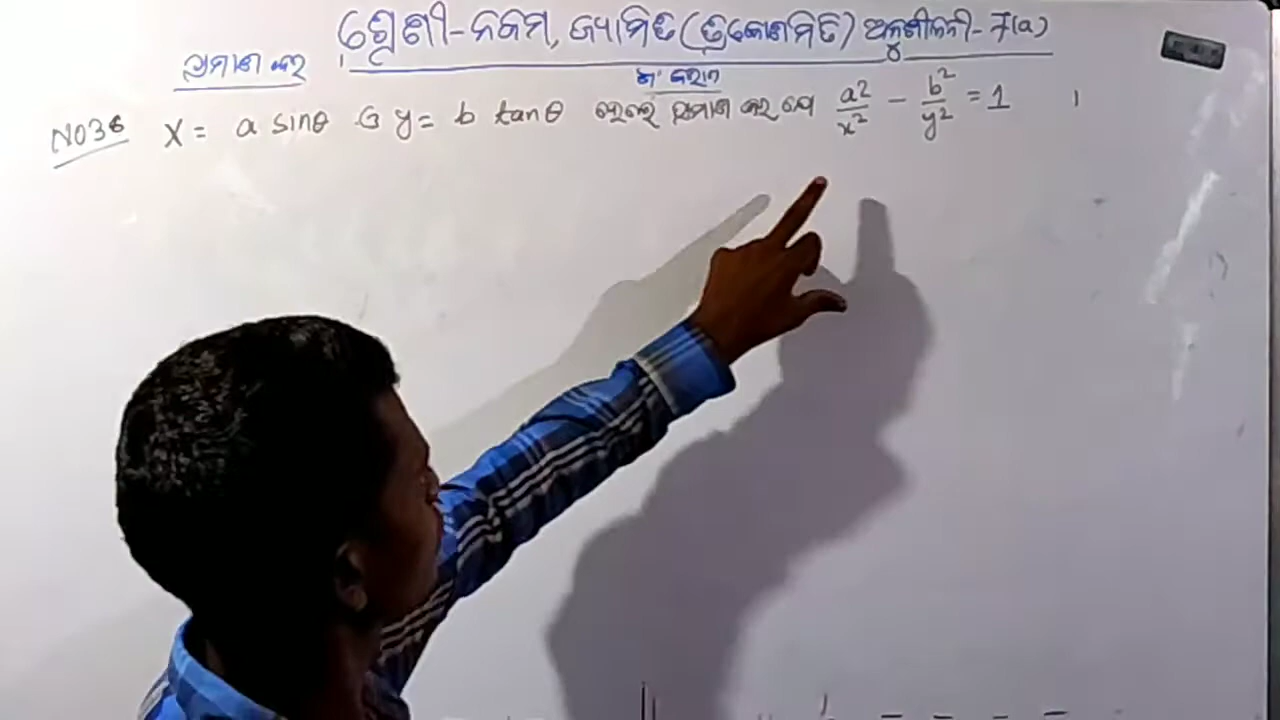 ଶ୍ରେଣୀ-ନବମ, ଜ୍ୟାମିତି (ତ୍ରିକୋଣମିତି) ଅନୁଶୀଳନୀ-7(a)
ପ୍ରମାଣ କର
NO36 x = a sinθ ଓ y = b tanθ ହେଲେ ପ୍ରମାଣ କର ଯେ a²/x² - b²/y² = 1 ।